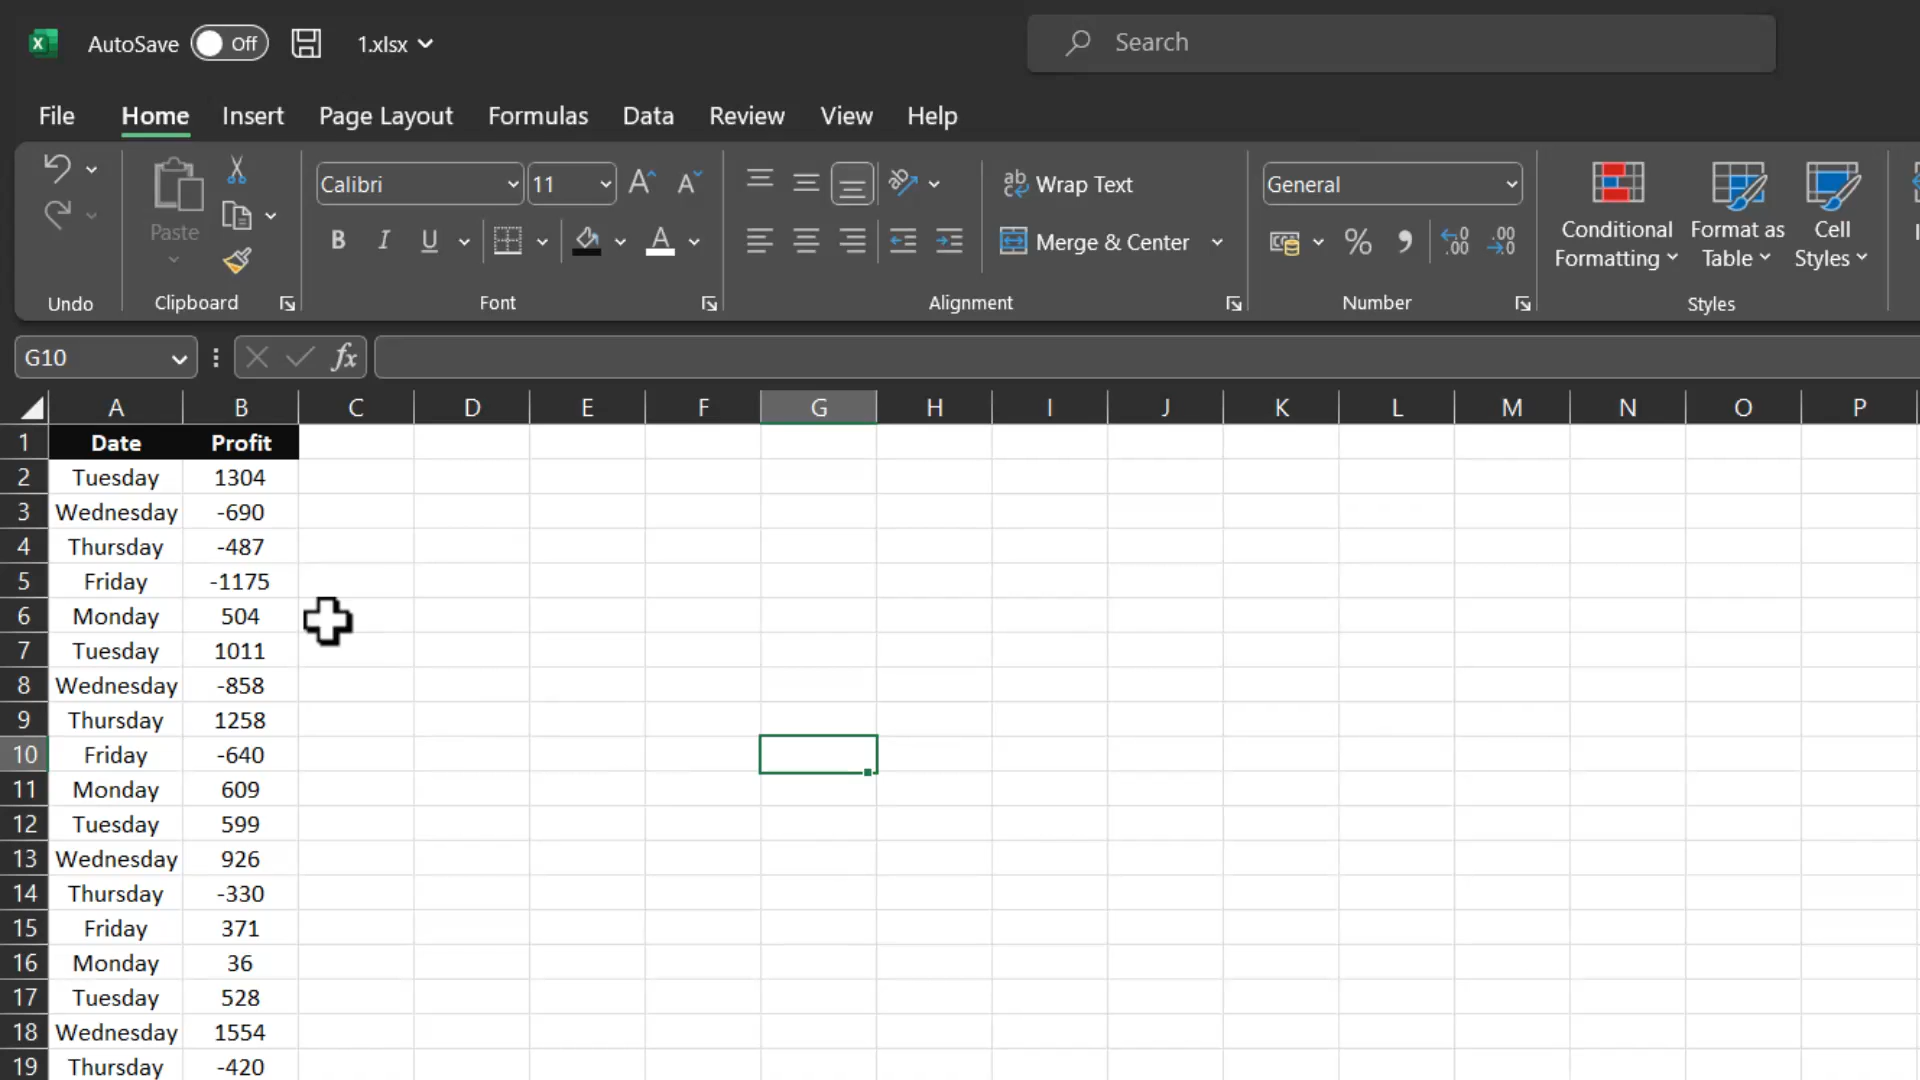 AutoSave Off 1.xlsx Search
File Home Insert Page Layout Formulas Data Review View Help
Calibri 11 Wrap Text General
Paste B I U A Merge & Center % Conditional Formatting Format as Table Cell Styles
Undo Clipboard Font Alignment Number Styles
G10 fx
A B C D E F G H I J K L M N O P
1 Date Profit
2 Tuesday 1304
3 Wednesday -690
4 Thursday -487
5 Friday -1175
6 Monday 504
7 Tuesday 1011
8 Wednesday -858
9 Thursday 1258
10 Friday -640
11 Monday 609
12 Tuesday 599
13 Wednesday 926
14 Thursday -330
15 Friday 371
16 Monday 36
17 Tuesday 528
18 Wednesday 1554
19 Thursday -420